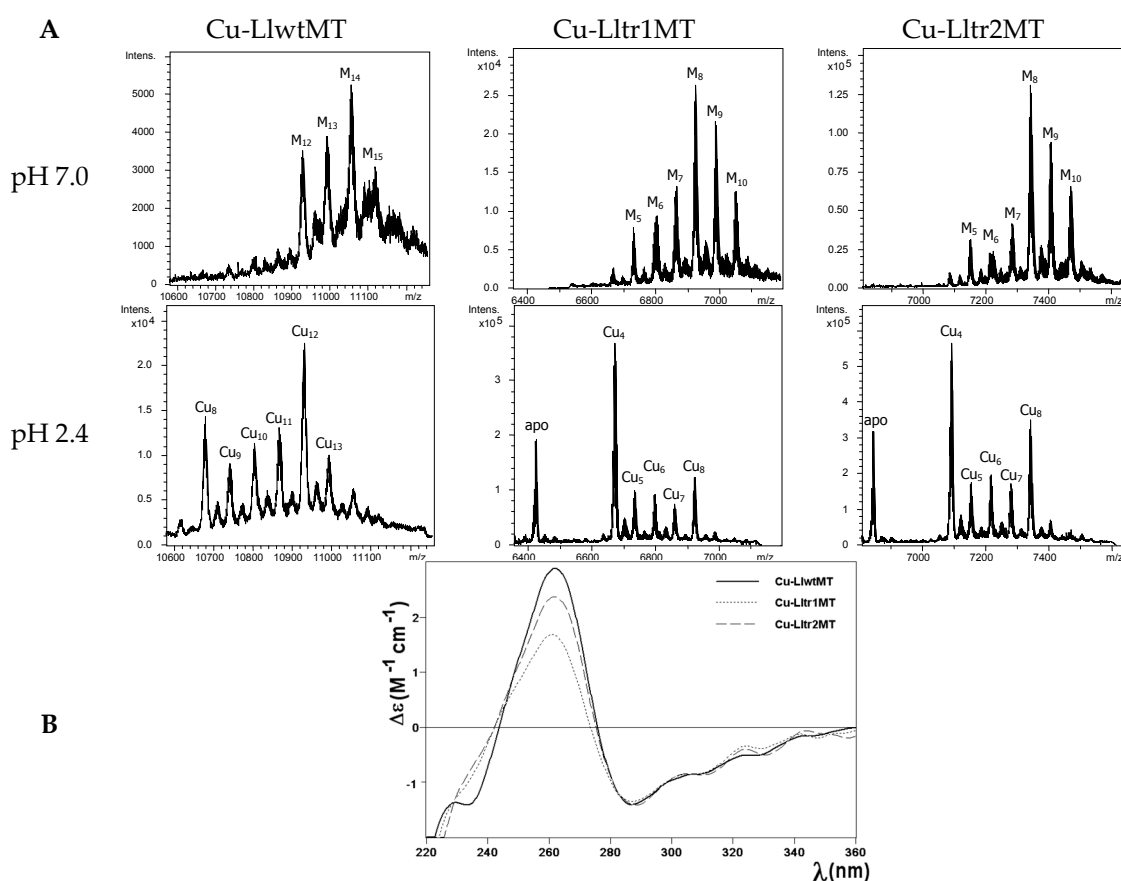 A
Cu-LlwtMT
Cu-Lltr1MT
Cu-Lltr2MT
pH 7.0
Intens.
5000
4000
3000
2000
1000
0
M12
M13
M14
M15
10600 10700 10800 10900 11000 11100 m/z
Intens.
x10^4
2.5
2.0
1.5
1.0
0.5
0.0
M5
M6
M7
M8
M9
M10
6400 6600 6800 7000 m/z
Intens.
x10^5
1.25
1.00
0.75
0.50
0.25
0.00
M5
M6
M7
M8
M9
M10
7000 7200 7400 m/z
pH 2.4
Intens.
x10^4
2.0
1.5
1.0
0.5
0.0
Cu8
Cu9
Cu10
Cu11
Cu12
Cu13
10600 10700 10800 10900 11000 11100 m/z
Intens.
x10^5
3
2
1
0
apo
Cu4
Cu5
Cu6
Cu7
Cu8
6400 6600 6800 7000 m/z
Intens.
x10^5
5
4
3
2
1
0
apo
Cu4
Cu5
Cu6
Cu7
Cu8
7000 7200 7400 m/z
B
Δε(M^-1 cm^-1)
2
1
0
-1
Cu-LlwtMT
Cu-Lltr1MT
Cu-Lltr2MT
220 240 260 280 300 320 340 360
λ(nm)